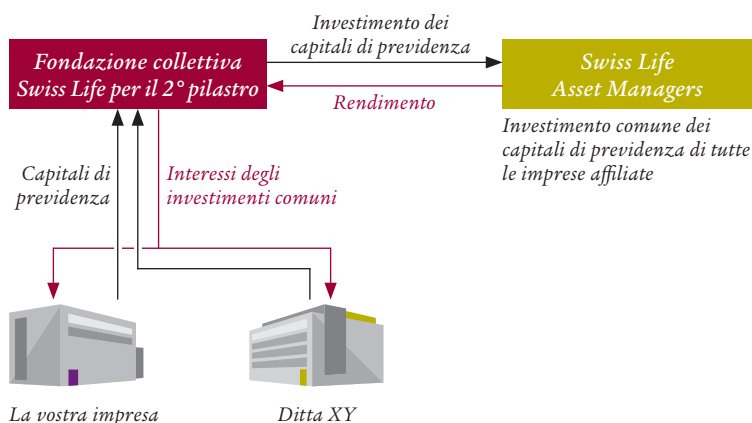 Investimento dei
capitali di previdenza
Fondazione collettiva
Swiss Life per il 2° pilastro
Swiss Life
Asset Managers
Rendimento
Investimento comune dei
capitali di previdenza di tutte
le imprese affiliate
Capitali di
previdenza
Interessi degli
investimenti comuni
La vostra impresa
Ditta XY